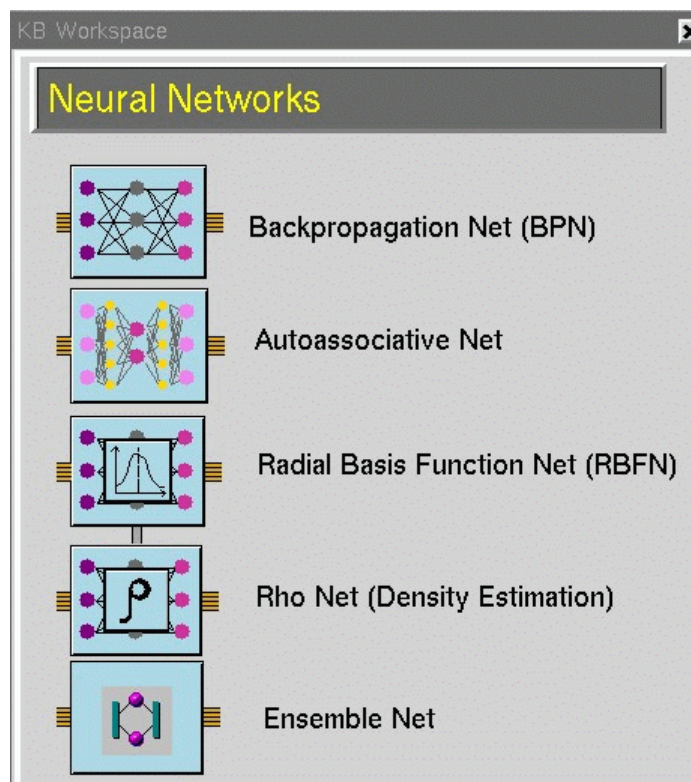 KB Workspace
Neural Networks
Backpropagation Net (BPN)
Autoassociative Net
Radial Basis Function Net (RBFN)
Rho Net (Density Estimation)
Ensemble Net